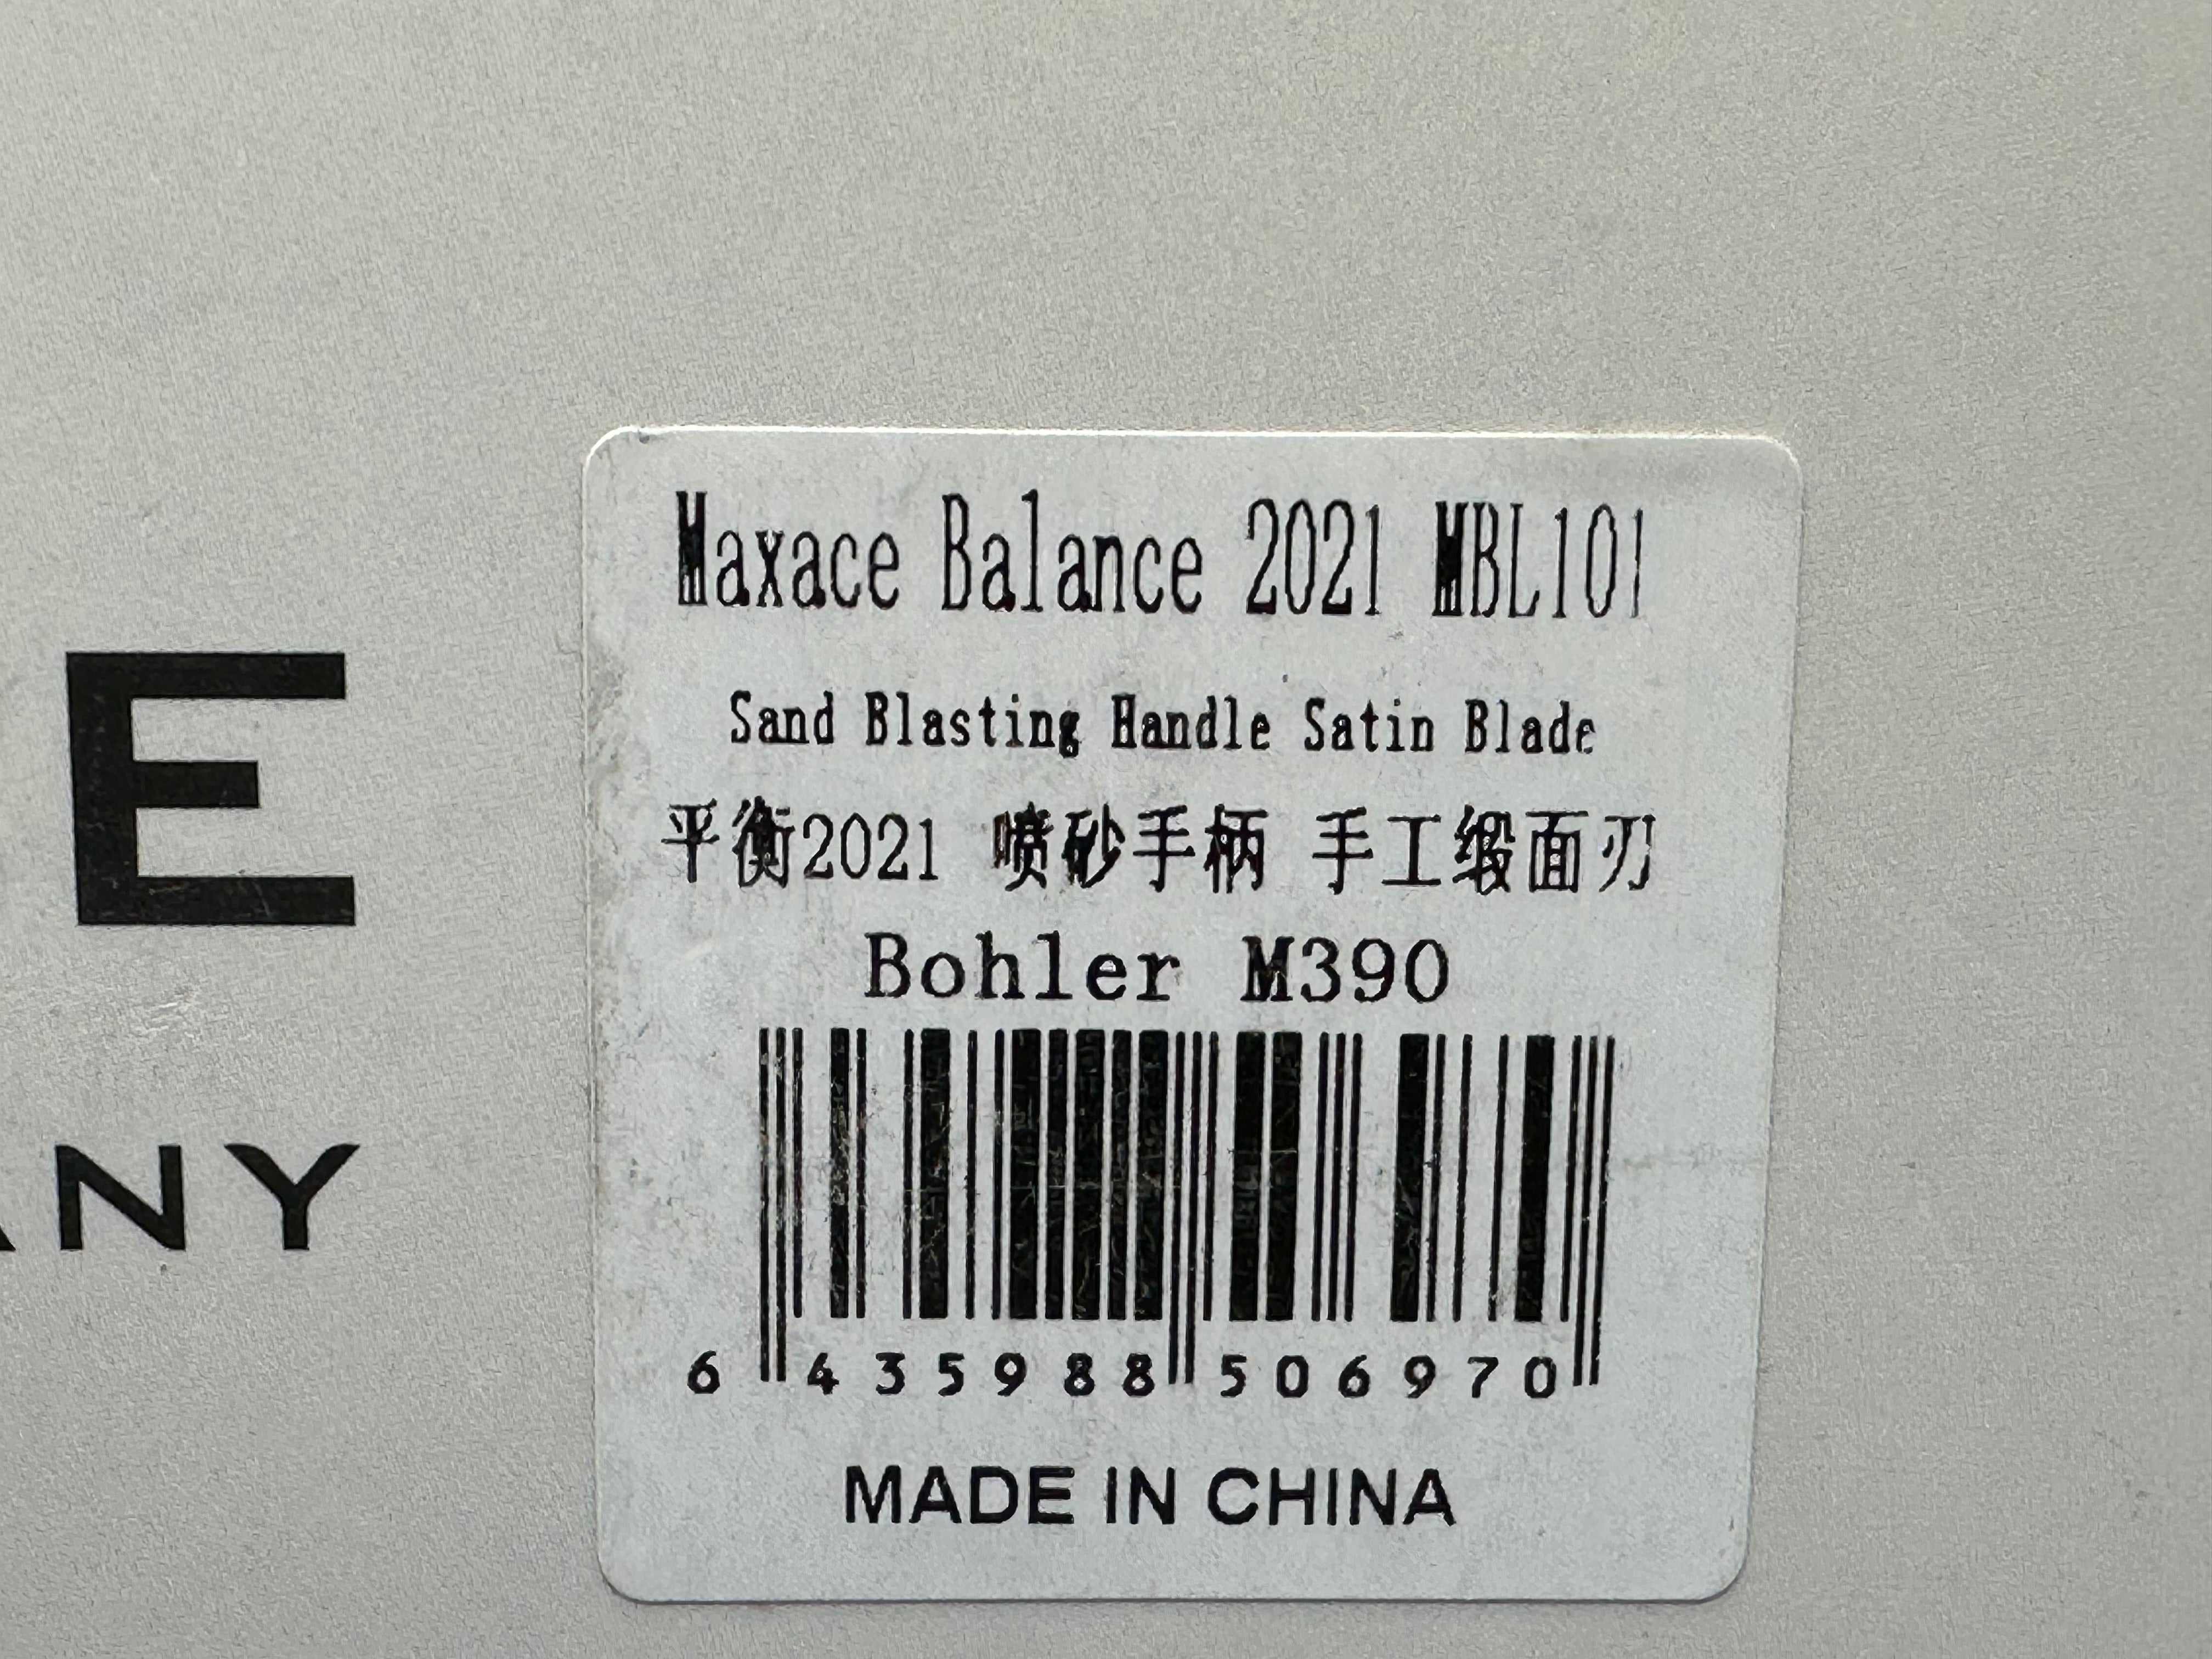 E
ANY
Maxace Balance 2021 MBL101
Sand Blasting Handle Satin Blade
平衡2021 喷砂手柄 手工缎面刃
Bohler M390
6 435988 506970
MADE IN CHINA